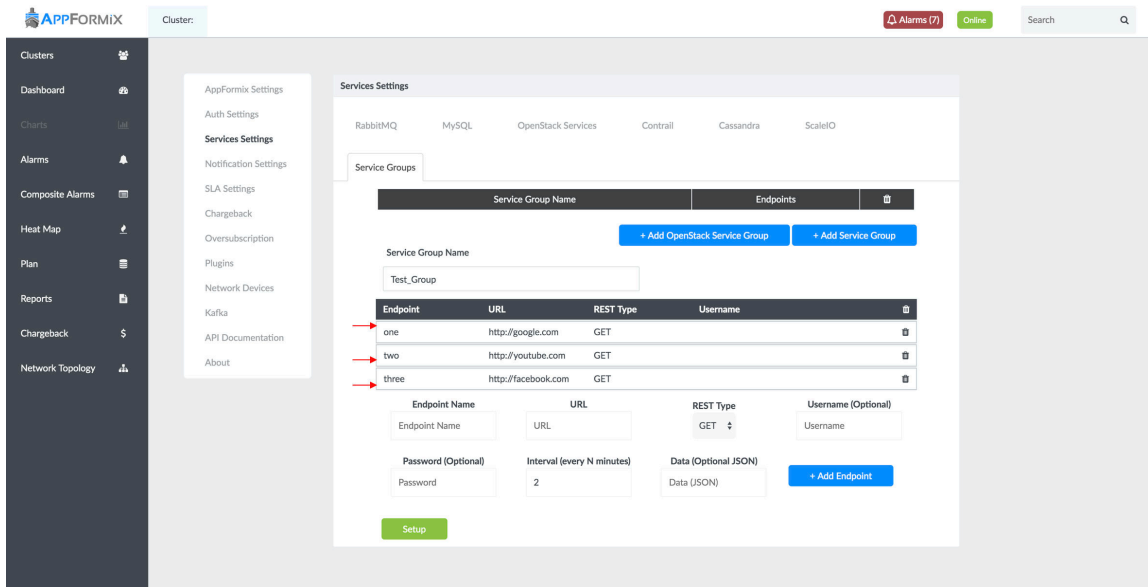 APPFORMIX
Cluster:
Alarms (7)
Online
Search
Clusters
Dashboard
Charts
Alarms
Composite Alarms
Heat Map
Plan
Reports
Chargeback
Network Topology
AppFormix Settings
Auth Settings
Services Settings
Notification Settings
SLA Settings
Chargeback
Oversubscription
Plugins
Network Devices
Kafka
API Documentation
About
Services Settings
RabbitMQ MySQL OpenStack Services Contrail Cassandra ScaleIO
Service Groups
Service Group Name Endpoints
+ Add OpenStack Service Group + Add Service Group
Service Group Name
Test_Group
Endpoint URL REST Type Username
one http://google.com GET
two http://youtube.com GET
three http://facebook.com GET
Endpoint Name URL REST Type Username (Optional)
Endpoint Name URL GET Username
Password (Optional) Interval (every N minutes) Data (Optional JSON)
Password 2 Data (JSON) + Add Endpoint
Setup